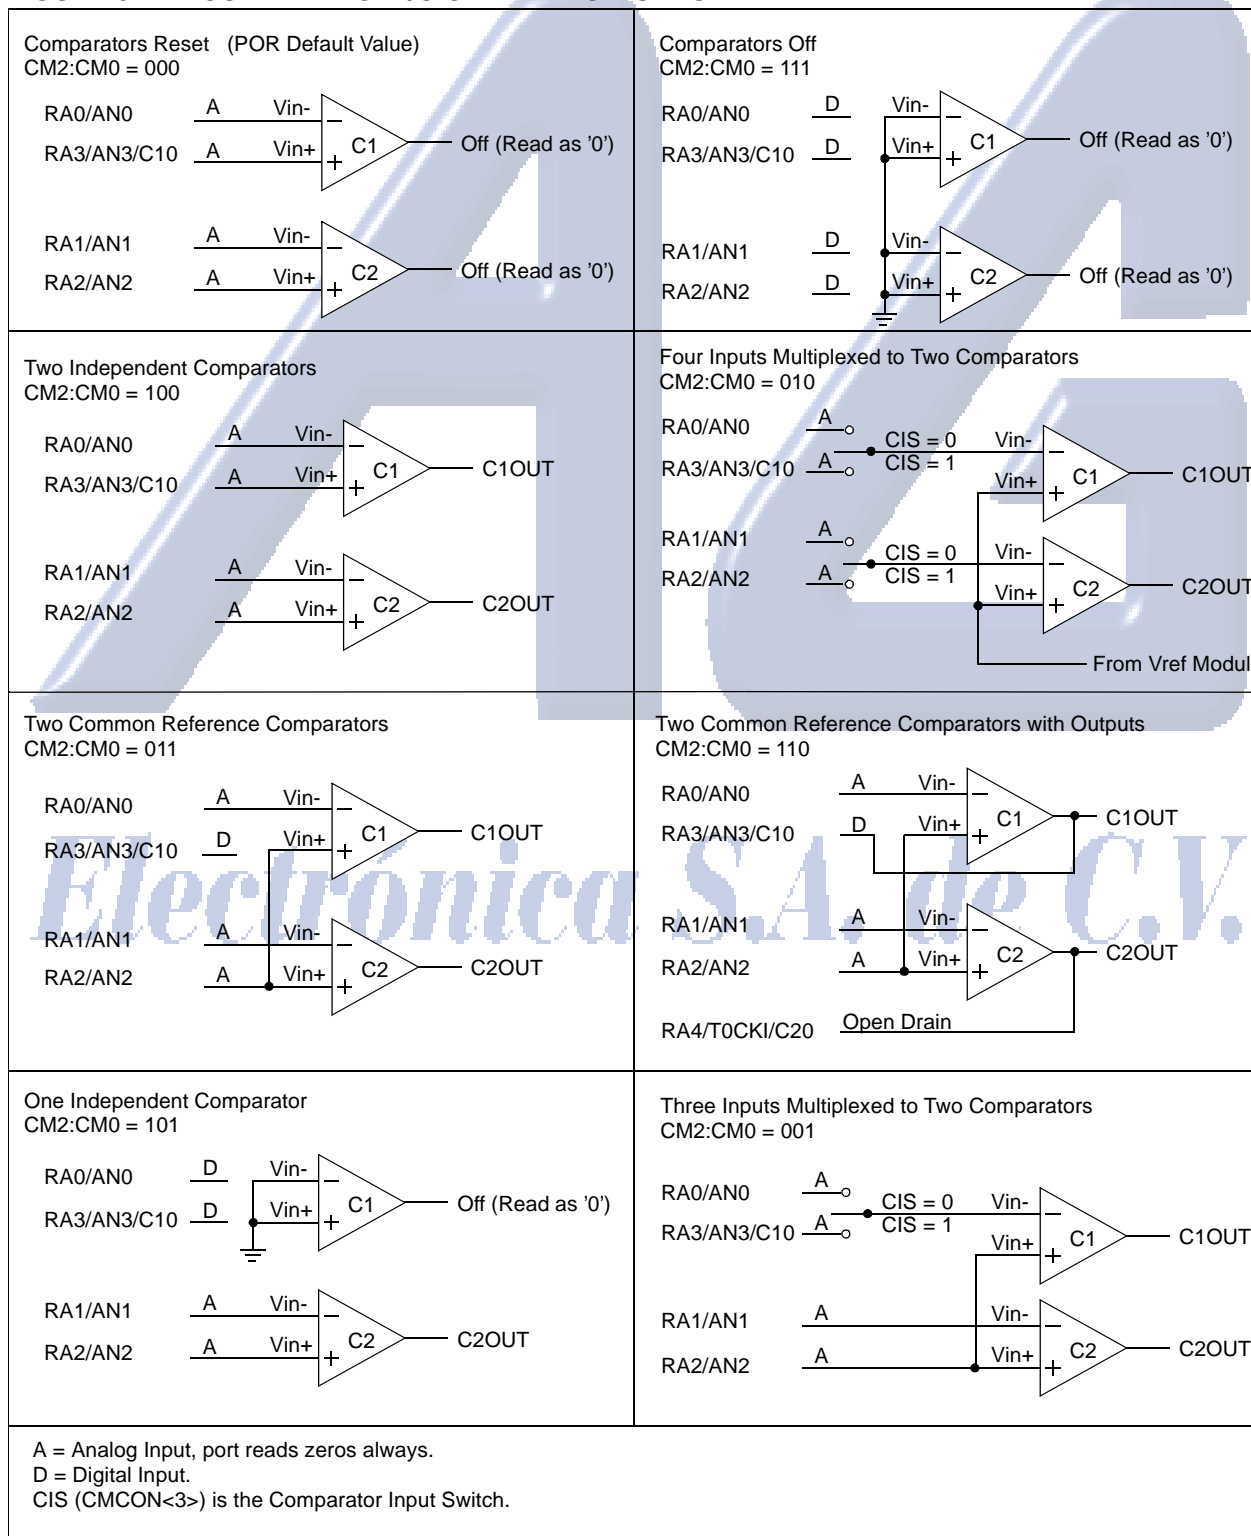 Comparators Reset (POR Default Value)
CM2:CM0 = 000
RA0/AN0 A Vin-
RA3/AN3/C10 A Vin+
C1
Off (Read as '0')
RA1/AN1 A Vin-
RA2/AN2 A Vin+
C2
Off (Read as '0')
Comparators Off
CM2:CM0 = 111
RA0/AN0 D Vin-
RA3/AN3/C10 D Vin+
C1
Off (Read as '0')
RA1/AN1 D Vin-
RA2/AN2 D Vin+
C2
Off (Read as '0')
Two Independent Comparators
CM2:CM0 = 100
RA0/AN0 A Vin-
RA3/AN3/C10 A Vin+
C1
C1OUT
RA1/AN1 A Vin-
RA2/AN2 A Vin+
C2
C2OUT
Four Inputs Multiplexed to Two Comparators
CM2:CM0 = 010
RA0/AN0 A
CIS = 0 Vin-
RA3/AN3/C10 A CIS = 1
Vin+
C1
C1OUT
RA1/AN1 A
CIS = 0 Vin-
RA2/AN2 A CIS = 1
Vin+
C2
C2OUT
From Vref Modul
Two Common Reference Comparators
CM2:CM0 = 011
RA0/AN0 A Vin-
RA3/AN3/C10 D Vin+
C1
C1OUT
RA1/AN1 A Vin-
RA2/AN2 A Vin+
C2
C2OUT
Two Common Reference Comparators with Outputs
CM2:CM0 = 110
RA0/AN0 A Vin-
RA3/AN3/C10 D Vin+
C1
C1OUT
RA1/AN1 A Vin-
RA2/AN2 A Vin+
C2
C2OUT
RA4/T0CKI/C20 Open Drain
Electrónica S.A. de C.V.
One Independent Comparator
CM2:CM0 = 101
RA0/AN0 D Vin-
RA3/AN3/C10 D Vin+
C1
Off (Read as '0')
RA1/AN1 A Vin-
RA2/AN2 A Vin+
C2
C2OUT
Three Inputs Multiplexed to Two Comparators
CM2:CM0 = 001
RA0/AN0 A
CIS = 0 Vin-
RA3/AN3/C10 A CIS = 1
Vin+
C1
C1OUT
RA1/AN1 A Vin-
RA2/AN2 A Vin+
C2
C2OUT
A = Analog Input, port reads zeros always.
D = Digital Input.
CIS (CMCON<3>) is the Comparator Input Switch.